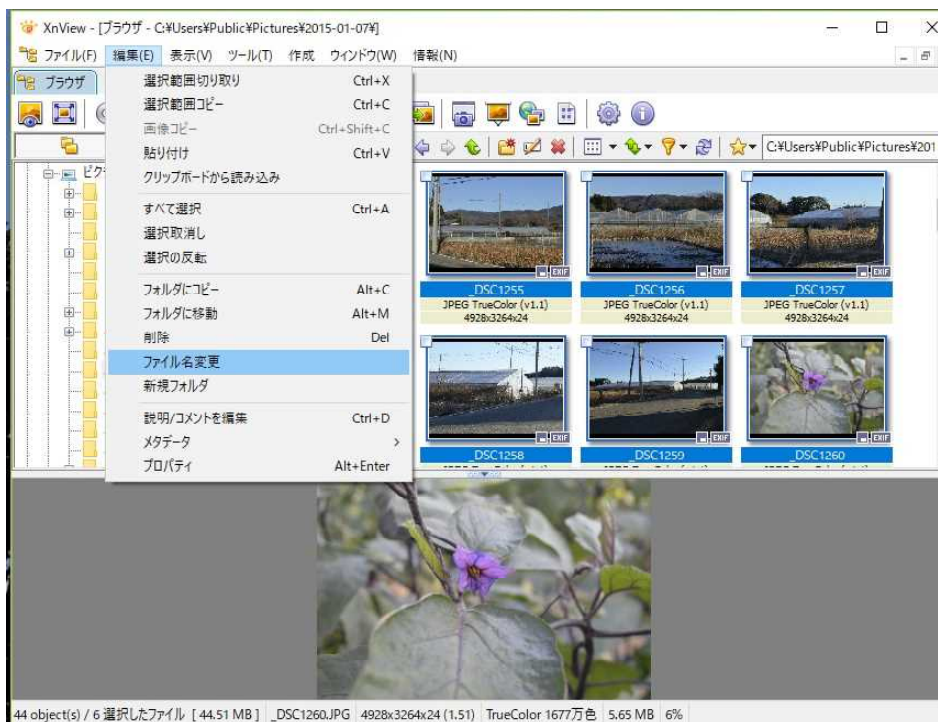 XnView - [ブラウザ - C:¥Users¥Public¥Pictures¥2015-01-07¥]
ファイル(F) 編集(E) 表示(V) ツール(T) 作成 ウインドウ(W) 情報(N)
ブラウザ
選択範囲切り取り Ctrl+X
選択範囲コピー Ctrl+C
画像コピー Ctrl+Shift+C
貼り付け Ctrl+V
クリップボードから読み込み
すべて選択 Ctrl+A
選択取消し
選択の反転
フォルダにコピー Alt+C
フォルダに移動 Alt+M
削除 Del
ファイル名変更
新規フォルダ
説明/コメントを編集 Ctrl+D
メタデータ
プロパティ Alt+Enter
C:¥Users¥Public¥Pictures¥201
EXIF EXIF EXIF
_DSC1255 _DSC1256 _DSC1257
JPEG TrueColor (v1.1) JPEG TrueColor (v1.1) JPEG TrueColor (v1.1)
4928x3264x24 4928x3264x24 4928x3264x24
EXIF EXIF EXIF
_DSC1258 _DSC1259 _DSC1260
44 object(s) / 6 選択したファイル [ 44.51 MB ] _DSC1260.JPG 4928x3264x24 (1.51) TrueColor 1677万色 5.65 MB 6%